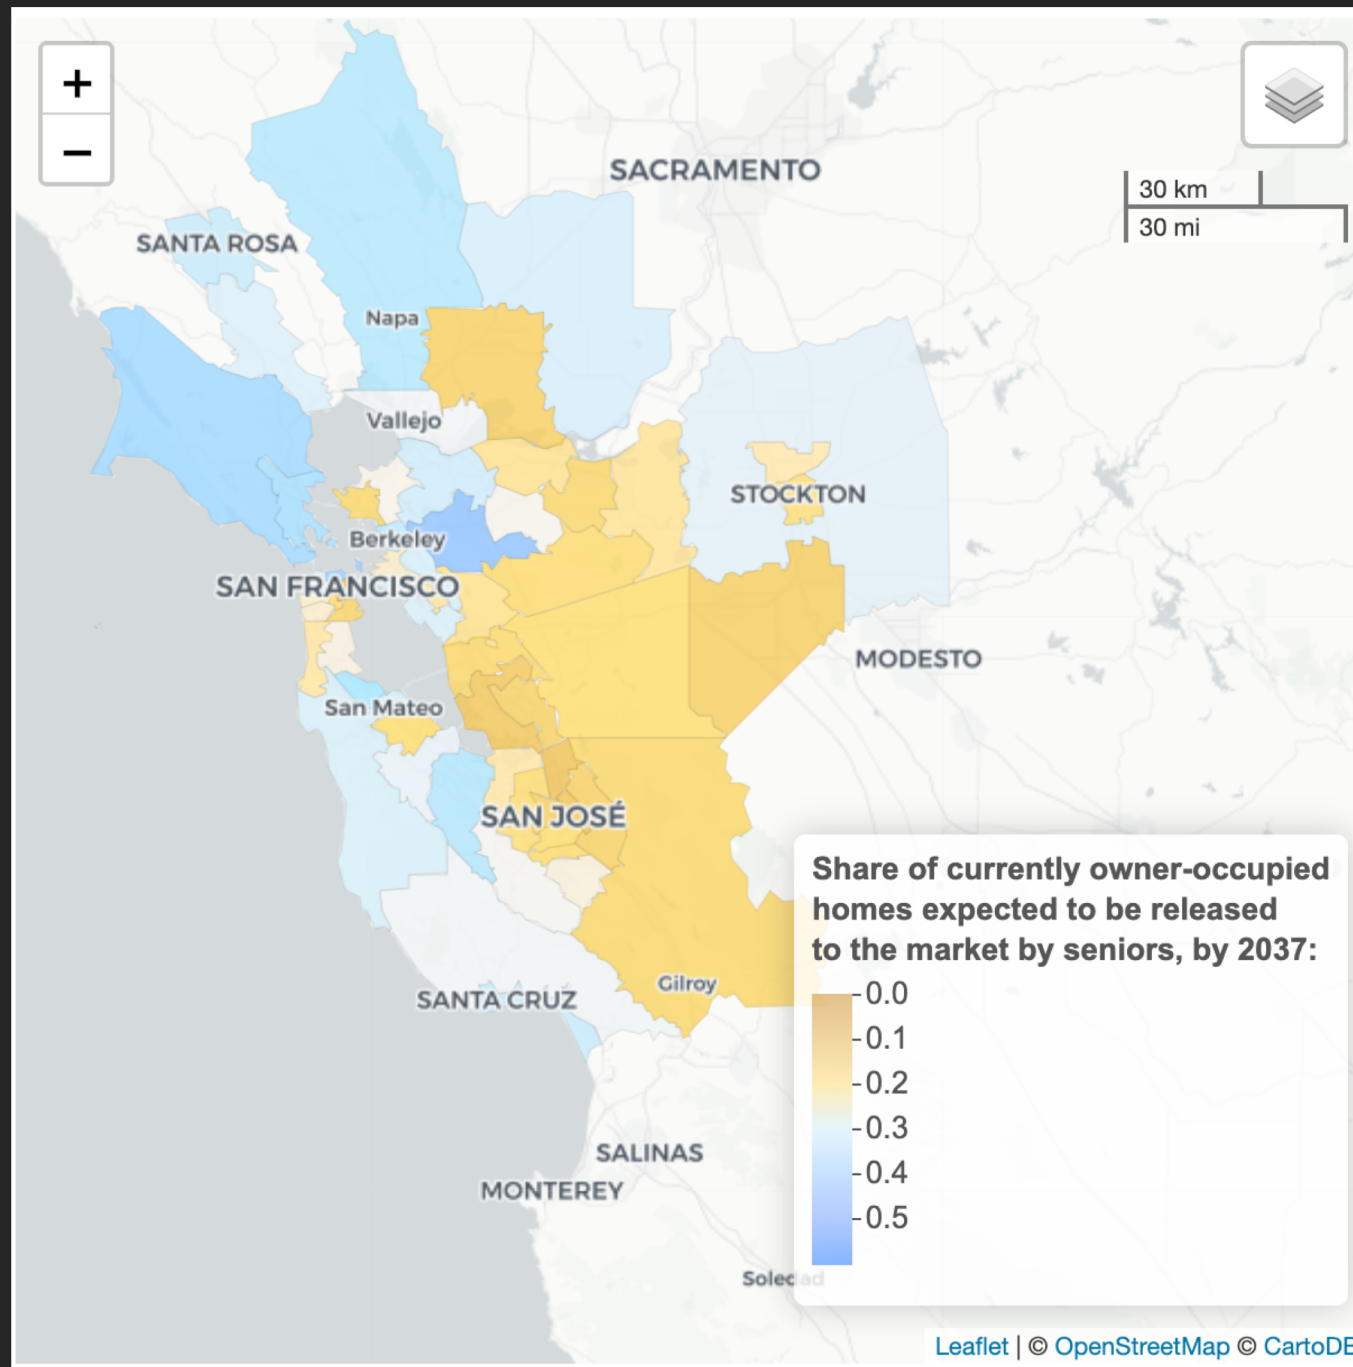 +
−
30 km
30 mi
SACRAMENTO
SANTA ROSA
Napa
Vallejo
STOCKTON
Berkeley
SAN FRANCISCO
MODESTO
San Mateo
SAN JOSÉ
Share of currently owner-occupied
homes expected to be released
to the market by seniors, by 2037:
Gilroy
SANTA CRUZ
0.0
0.1
0.2
0.3
0.4
0.5
SALINAS
MONTEREY
Soledad
Leaflet | © OpenStreetMap © CartoDB